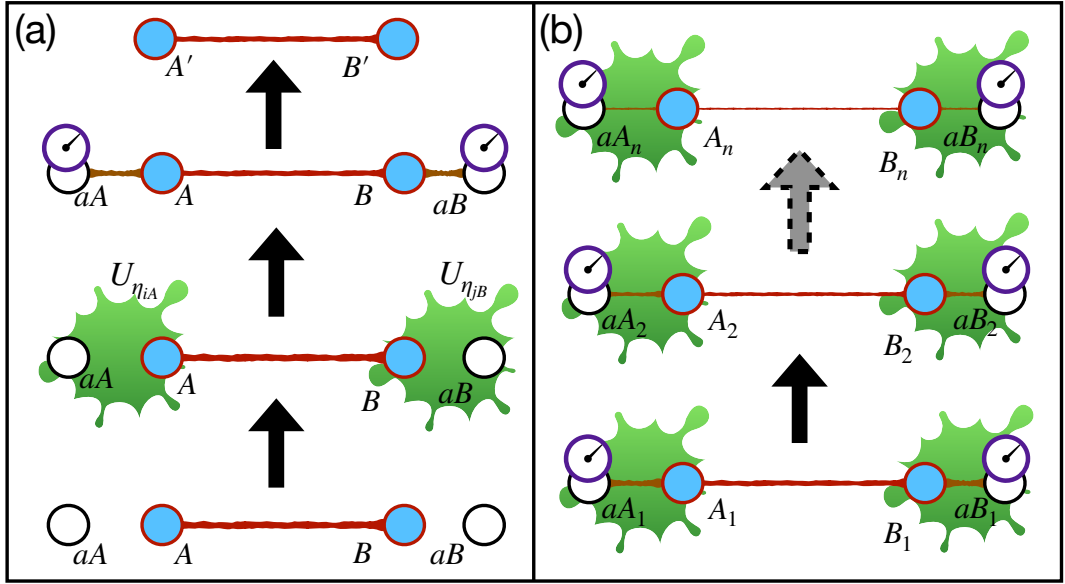 (a)
A′ B′
aA A B aB
U_{η_{iA}} U_{η_{jB}}
aA A B aB
aA A B aB
(b)
aA_n A_n B_n aB_n
aA_2 A_2 B_2 aB_2
aA_1 A_1 B_1 aB_1